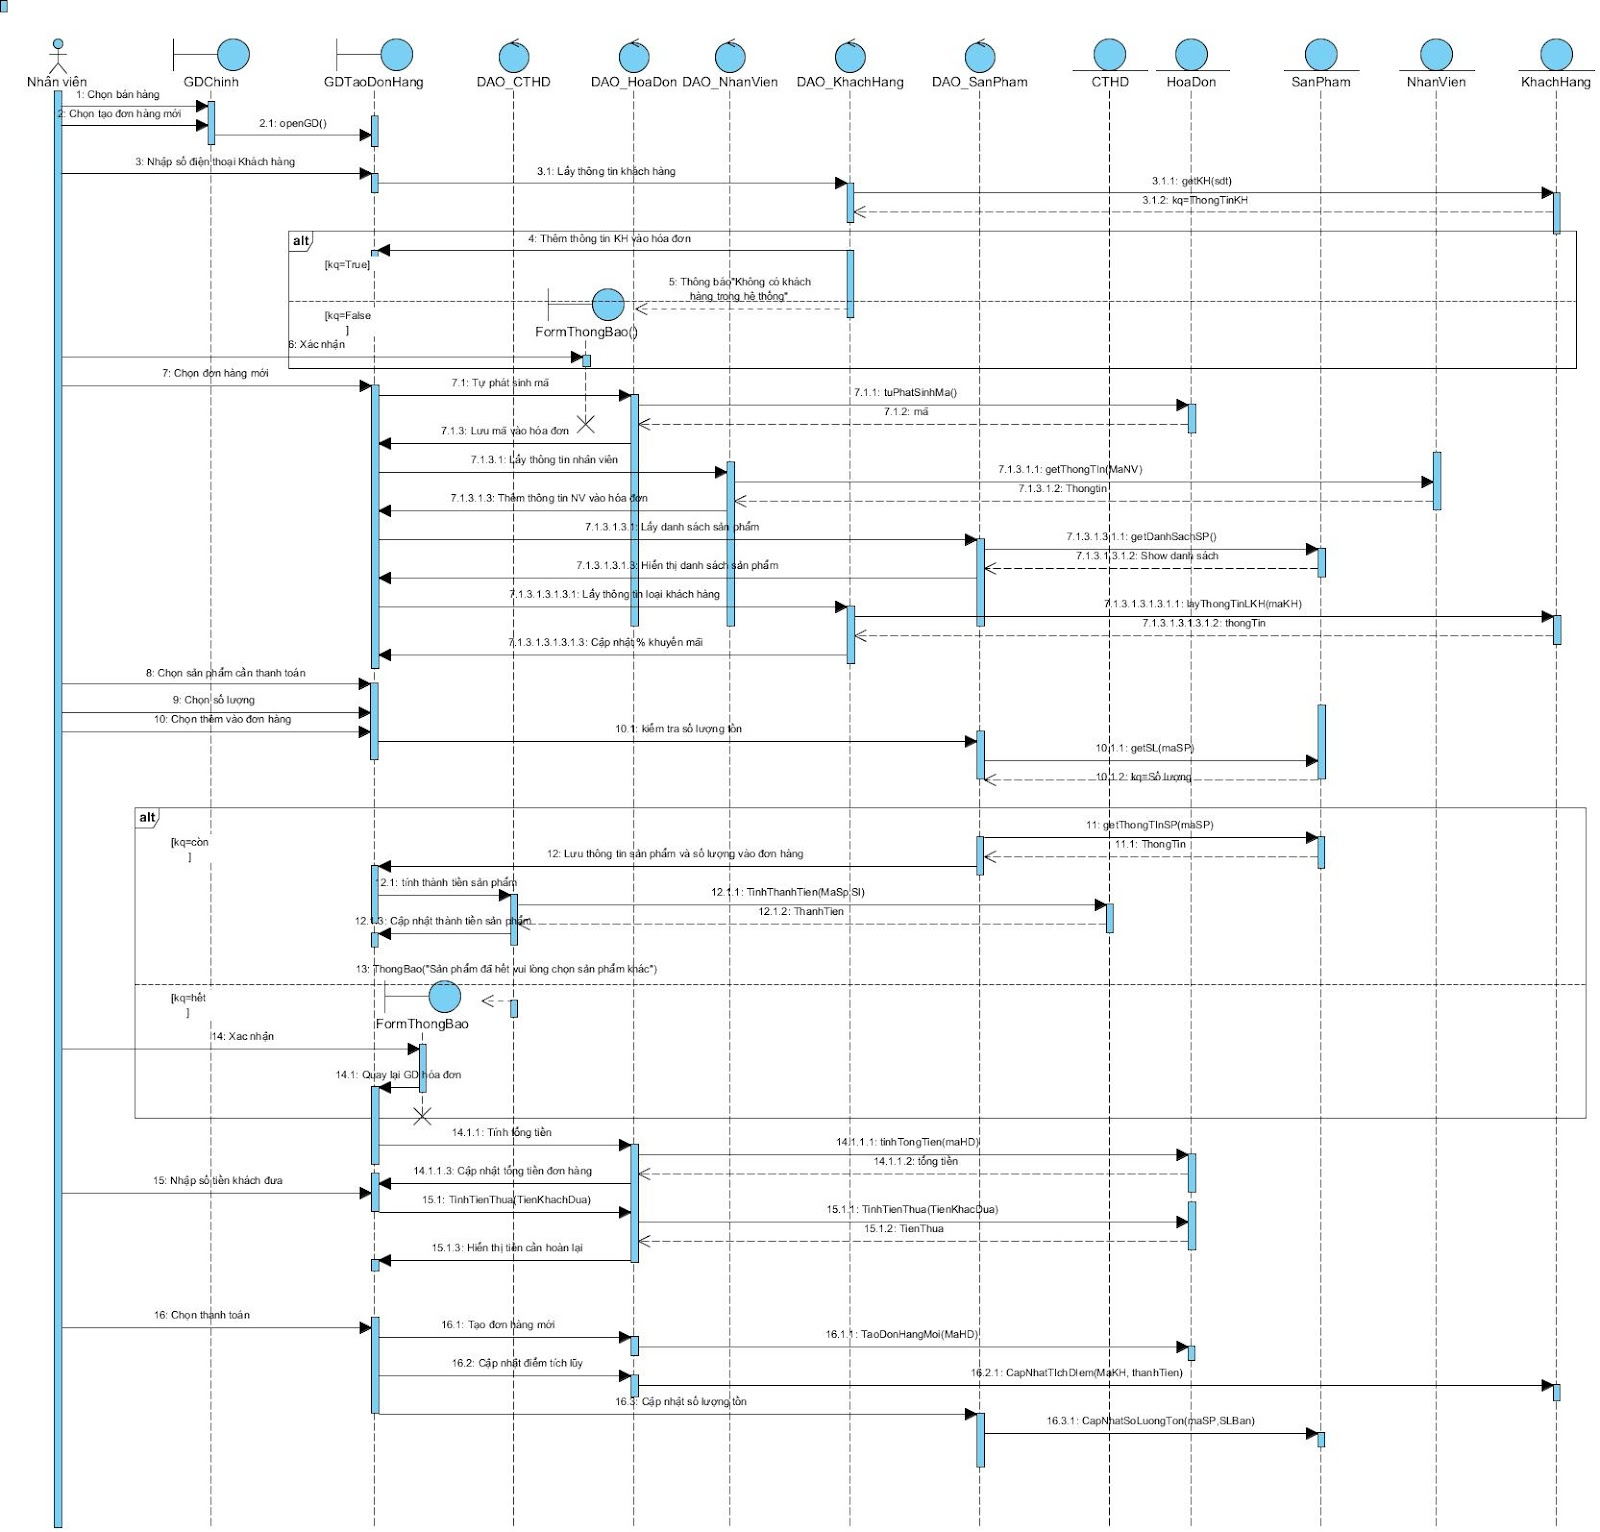 Nhân viên
GDChinh
GDTaoDonHang
DAO_CTHD
DAO_HoaDon
DAO_NhanVien
DAO_KhachHang
DAO_SanPham
CTHD
HoaDon
SanPham
NhanVien
KhachHang
1: Chọn bán hàng
2: Chọn tạo đơn hàng mới
2.1: openGD()
3: Nhập số điện thoại Khách hàng
3.1: Lấy thông tin khách hàng
3.1.1: getKH(sdt)
3.1.2: kq=ThongTinKH
alt
4: Thêm thông tin KH vào hóa đơn
[kq=True]
5: Thông báo"Không có khách
hàng trong hệ thống"
[kq=False
]
FormThongBao()
6: Xác nhận
7: Chọn đơn hàng mới
7.1: Tự phát sinh mã
7.1.1: tuPhatSinhMa()
7.1.2: mã
7.1.3: Lưu mã vào hóa đơn
7.1.3.1: Lấy thông tin nhân viên
7.1.3.1.1: getThongTin(MaNV)
7.1.3.1.2: Thongtin
7.1.3.1.3: Thêm thông tin NV vào hóa đơn
7.1.3.1.3.1: Lấy danh sách sản phẩm
7.1.3.1.3.1.1: getDanhSachSP()
7.1.3.1.3.1.2: Show danh sách
7.1.3.1.3.1.3: Hiển thị danh sách sản phẩm
7.1.3.1.3.1.3.1: Lấy thông tin loại khách hàng
7.1.3.1.3.1.3.1.1: layThongTinLKH(maKH)
7.1.3.1.3.1.3.1.2: thongTin
7.1.3.1.3.1.3.1.3: Cập nhật % khuyến mãi
8: Chọn sản phẩm cần thanh toán
9: Chọn số lượng
10: Chọn thêm vào đơn hàng
10.1: kiểm tra số lượng tồn
10.1.1: getSL(maSP)
10.1.2: kq=Số lượng
alt
[kq=còn
]
11: getThongTinSP(maSP)
11.1: ThongTin
12: Lưu thông tin sản phẩm và số lượng vào đơn hàng
12.1: tính thành tiền sản phẩm
12.1.1: TinhThanhTien(MaSp,Sl)
12.1.2: ThanhTien
12.1.3: Cập nhật thành tiền sản phẩm
13: ThongBao("Sản phẩm đã hết vui lòng chọn sản phẩm khác")
[kq=hết
]
FormThongBao
14: Xac nhận
14.1: Quay lại GD hóa đơn
14.1.1: Tính tổng tiền
14.1.1.1: tinhTongTien(maHD)
14.1.1.2: tổng tiền
14.1.1.3: Cập nhật tổng tiền đơn hàng
15: Nhập số tiền khách đưa
15.1: TinhTienThua(TienKhachDua)
15.1.1: TinhTienThua(TienKhacDua)
15.1.2: TienThua
15.1.3: Hiển thị tiền cần hoàn lại
16: Chọn thanh toán
16.1: Tạo đơn hàng mới
16.1.1: TaoDonHangMoi(MaHD)
16.2: Cập nhật điểm tích lũy
16.2.1: CapNhatTichDiem(MaKH, thanhTien)
16.3: Cập nhật số lượng tồn
16.3.1: CapNhatSoLuongTon(maSP,SLBan)